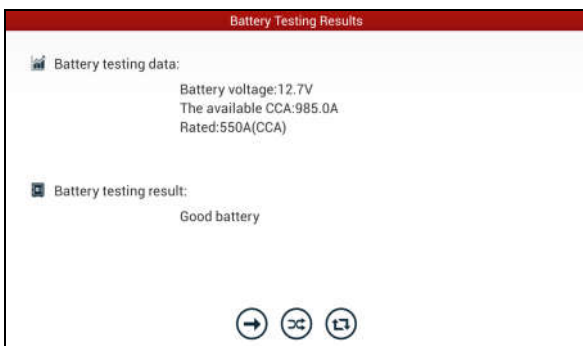 Battery Testing Results
Battery testing data:
Battery voltage:12.7V
The available CCA:985.0A
Rated:550A(CCA)
Battery testing result:
Good battery